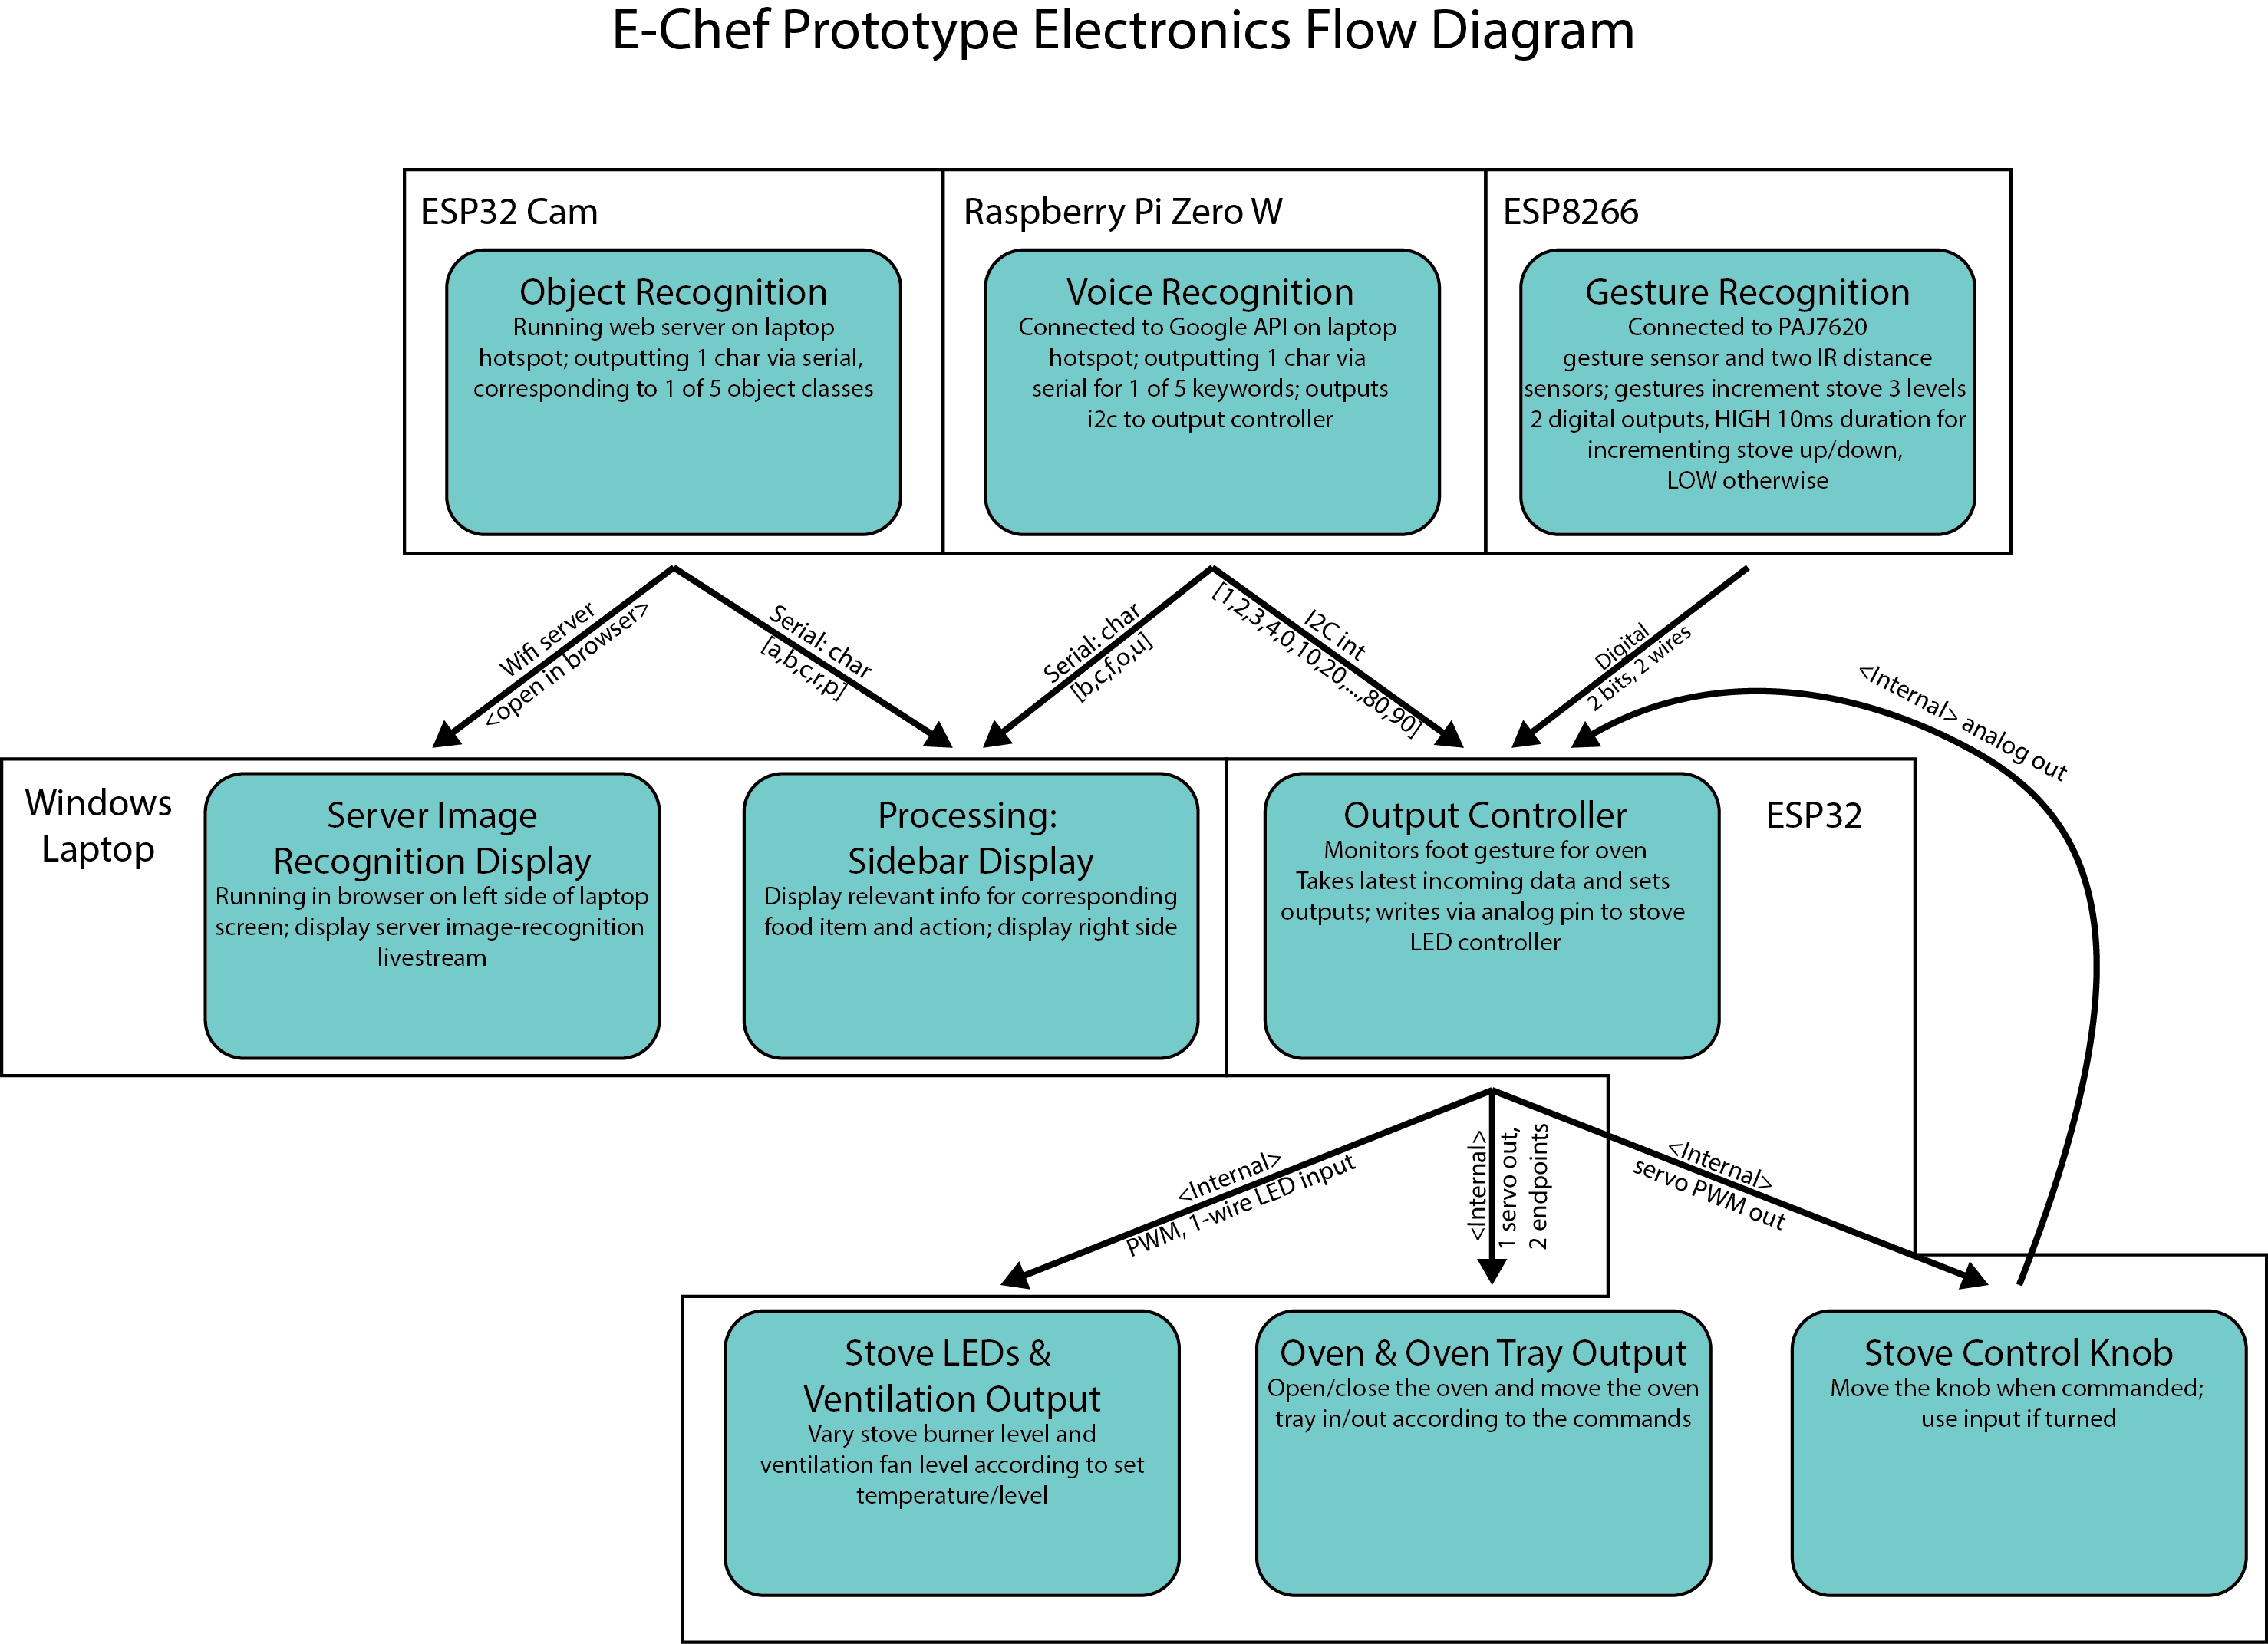 E-Chef Prototype Electronics Flow Diagram
ESP32 Cam
Object Recognition
Running web server on laptop
hotspot; outputting 1 char via serial,
corresponding to 1 of 5 object classes
Raspberry Pi Zero W
Voice Recognition
Connected to Google API on laptop
hotspot; outputting 1 char via
serial for 1 of 5 keywords; outputs
i2c to output controller
ESP8266
Gesture Recognition
Connected to PAJ7620
gesture sensor and two IR distance
sensors; gestures increment stove 3 levels
2 digital outputs, HIGH 10ms duration for
incrementing stove up/down,
LOW otherwise
Wifi server
<open in browser>
Serial: char
[a,b,c,r,p]
Serial: char
[b,c,f,o,u]
I2C int
[1,2,3,4,0,10,20,...,80,90]
Digital
2 bits, 2 wires
<Internal> analog out
Windows
Laptop
Server Image
Recognition Display
Running in browser on left side of laptop
screen; display server image-recognition
livestream
Processing:
Sidebar Display
Display relevant info for corresponding
food item and action; display right side
Output Controller
Monitors foot gesture for oven
Takes latest incoming data and sets
outputs; writes via analog pin to stove
LED controller
ESP32
<Internal>
PWM, 1-wire LED input
<Internal>
1 servo out,
2 endpoints
<Internal>
servo PWM out
Stove LEDs &
Ventilation Output
Vary stove burner level and
ventilation fan level according to set
temperature/level
Oven & Oven Tray Output
Open/close the oven and move the oven
tray in/out according to the commands
Stove Control Knob
Move the knob when commanded;
use input if turned